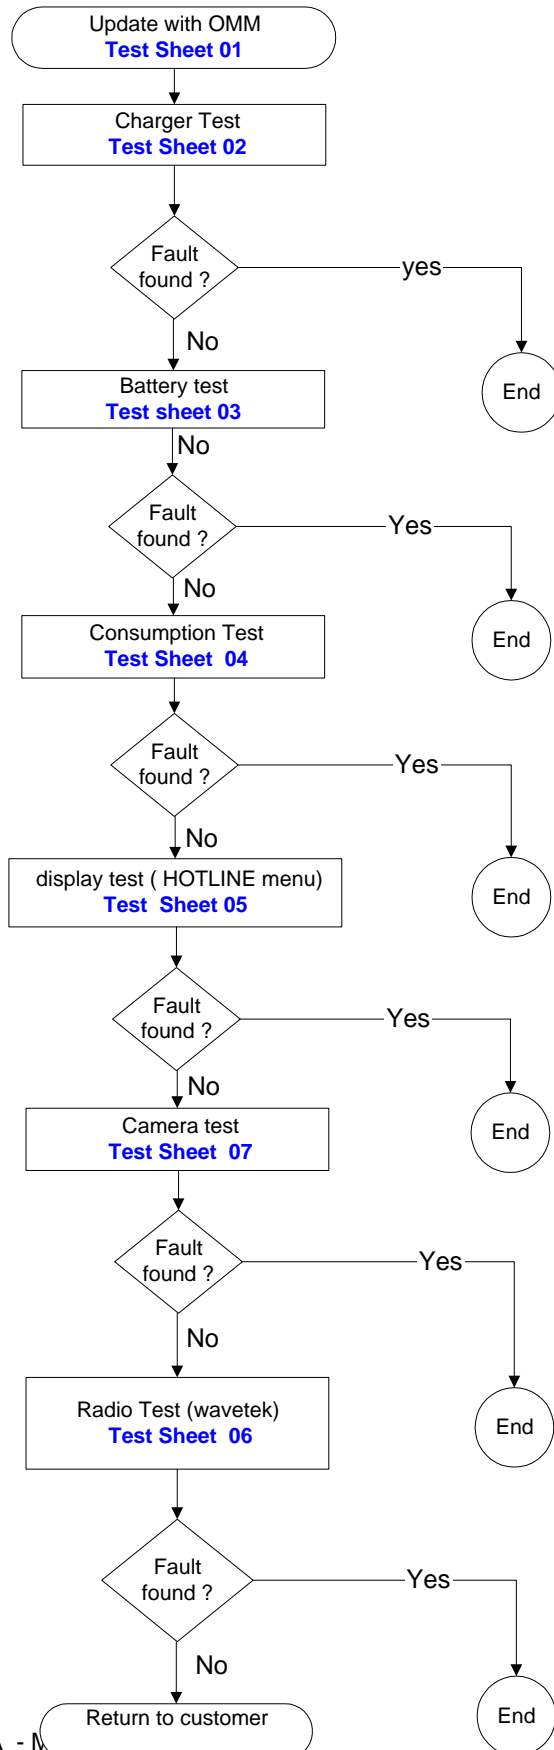 Update with OMM
Test Sheet 01
Charger Test
Test Sheet 02
Fault
found ?
yes
No
End
Battery test
Test sheet 03
No
Fault
found ?
Yes
No
End
Consumption Test
Test Sheet  04
Fault
found ?
Yes
No
End
display test ( HOTLINE menu)
Test  Sheet 05
Fault
found ?
Yes
No
End
Camera test
Test Sheet  07
Fault
found ?
Yes
No
End
Radio Test (wavetek)
Test Sheet  06
Fault
found ?
Yes
No
End
Return to customer